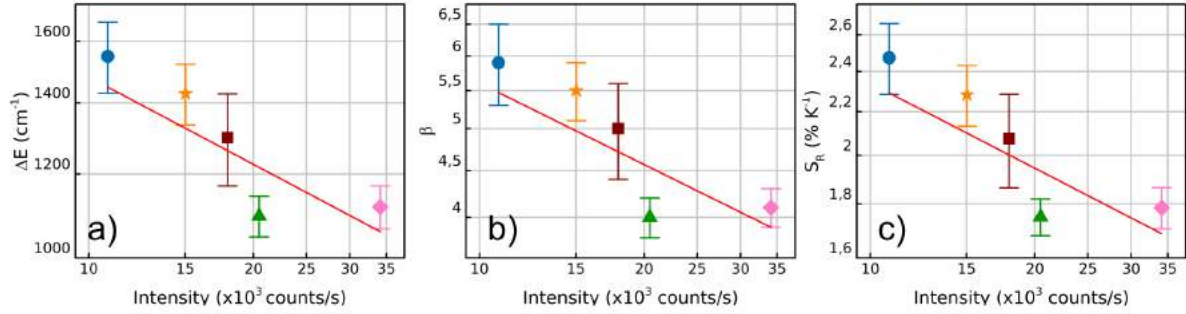 1600
1400
1200
1000
ΔE (cm⁻¹)
a)
10 15 20 25 30 35
Intensity (x10³ counts/s)
6,5
6
5,5
5
4,5
4
β
b)
10 15 20 25 30 35
Intensity (x10³ counts/s)
2,6
2,4
2,2
2
1,8
1,6
S_R (% K⁻¹)
c)
10 15 20 25 30 35
Intensity (x10³ counts/s)